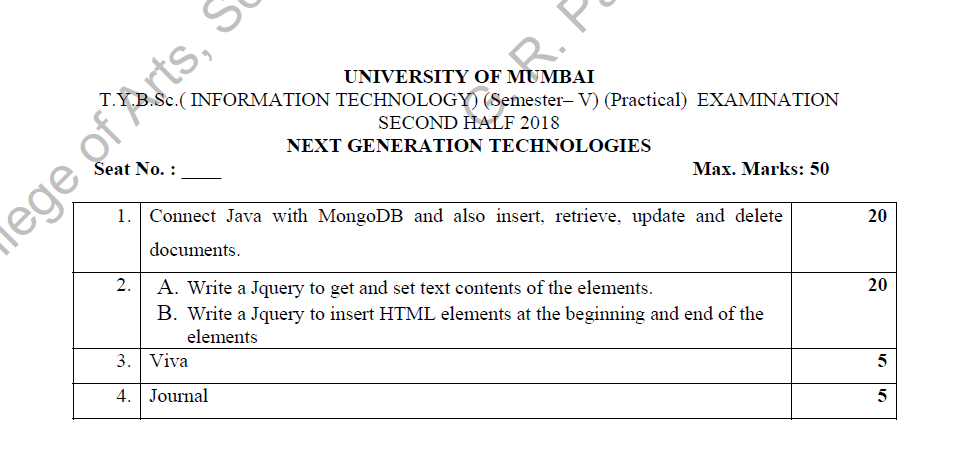 lege of Arts, Sc
G. R. Pa
UNIVERSITY OF MUMBAI
T.Y.B.Sc.( INFORMATION TECHNOLOGY) (Semester– V) (Practical) EXAMINATION
SECOND HALF 2018
NEXT GENERATION TECHNOLOGIES
Seat No. : ____ Max. Marks: 50
1. Connect Java with MongoDB and also insert, retrieve, update and delete 20
documents.
2. A. Write a Jquery to get and set text contents of the elements. 20
B. Write a Jquery to insert HTML elements at the beginning and end of the
elements
3. Viva 5
4. Journal 5